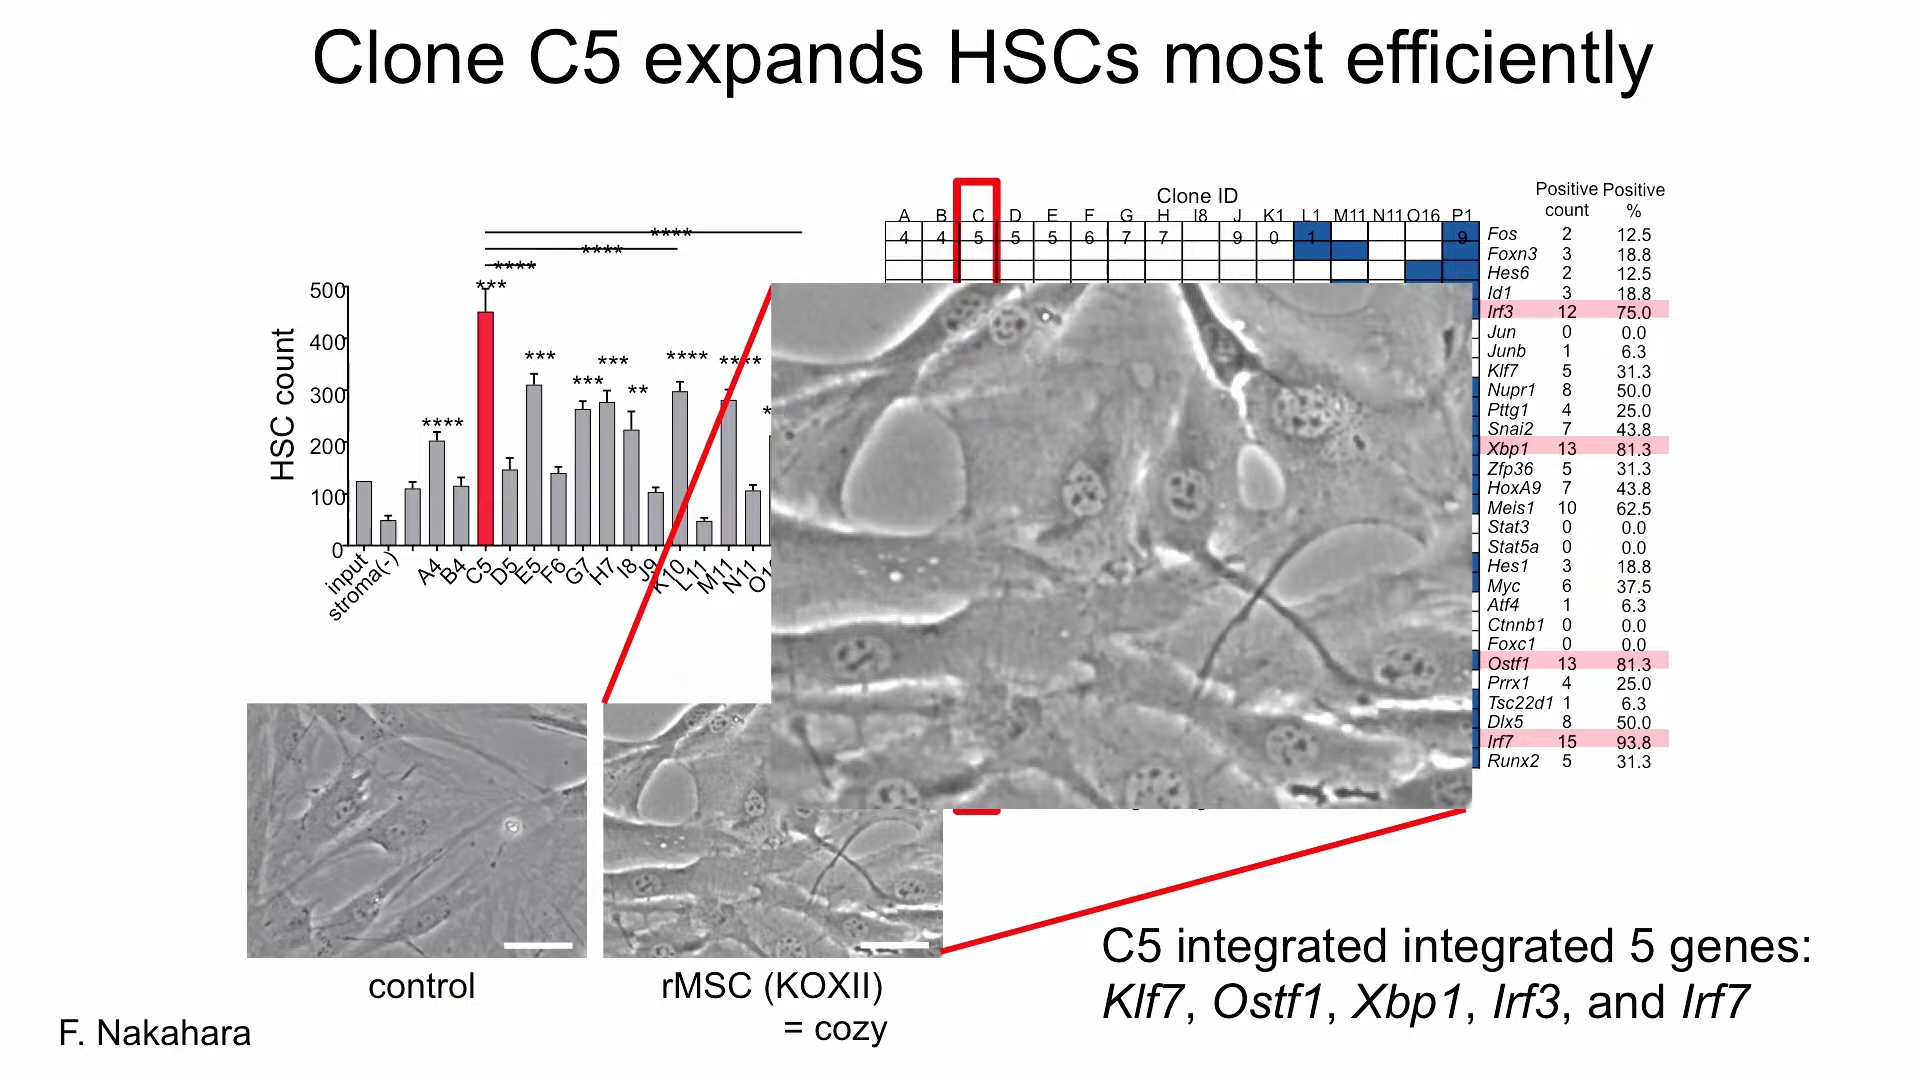 Clone C5 expands HSCs most efficiently
****
****
****
***
****
***
***
***
**
****
****
HSC count
500
400
300
200
100
0
input
stroma(-)
A4
B4
C5
D5
E5
F6
G7
H7
I8
J9
K10
L11
M11
N11
Clone ID
A B C D E F G H I8 J K1 L1 M11 N11 O16 P1
4 4 5 5 5 6 7 7 9 0 1 9
Positive count
Positive %
Fos 2 12.5
Foxn3 3 18.8
Hes6 2 12.5
Id1 3 18.8
Irf3 12 75.0
Jun 0 0.0
Junb 1 6.3
Klf7 5 31.3
Nupr1 8 50.0
Pttg1 4 25.0
Snai2 7 43.8
Xbp1 13 81.3
Zfp36 5 31.3
HoxA9 7 43.8
Meis1 10 62.5
Stat3 0 0.0
Stat5a 0 0.0
Hes1 3 18.8
Myc 6 37.5
Atf4 1 6.3
Ctnnb1 0 0.0
Foxc1 0 0.0
Ostf1 13 81.3
Prrx1 4 25.0
Tsc22d1 1 6.3
Dlx5 8 50.0
Irf7 15 93.8
Runx2 5 31.3
control
rMSC (KOXII)
= cozy
C5 integrated integrated 5 genes:
Klf7, Ostf1, Xbp1, Irf3, and Irf7
F. Nakahara